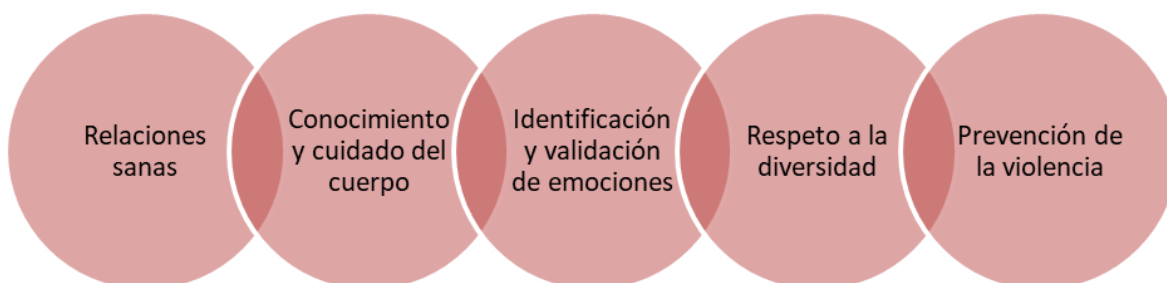 Relaciones
sanas
Conocimiento
y cuidado del
cuerpo
Identificación
y validación
de emociones
Respeto a la
diversidad
Prevención de
la violencia